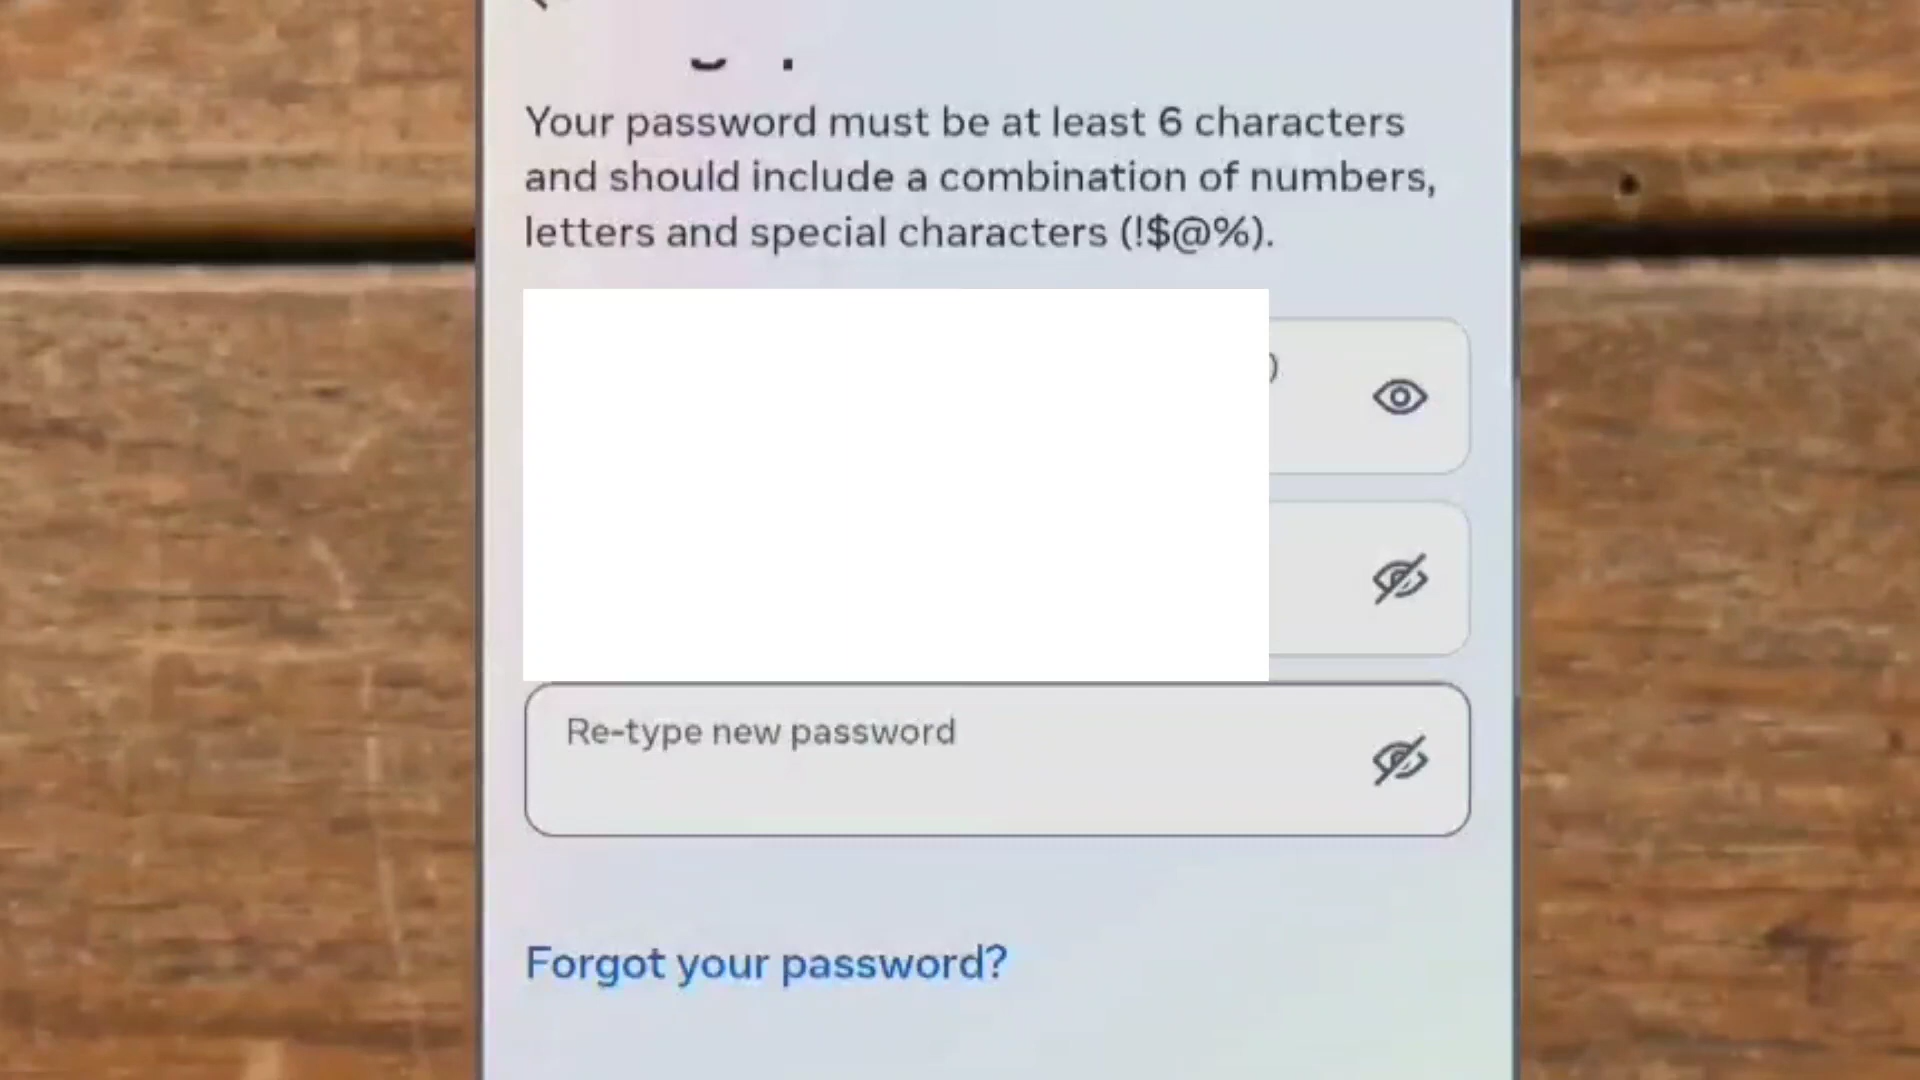 Your password must be at least 6 characters
and should include a combination of numbers,
letters and special characters (!$@%).
)
Re-type new password
Forgot your password?